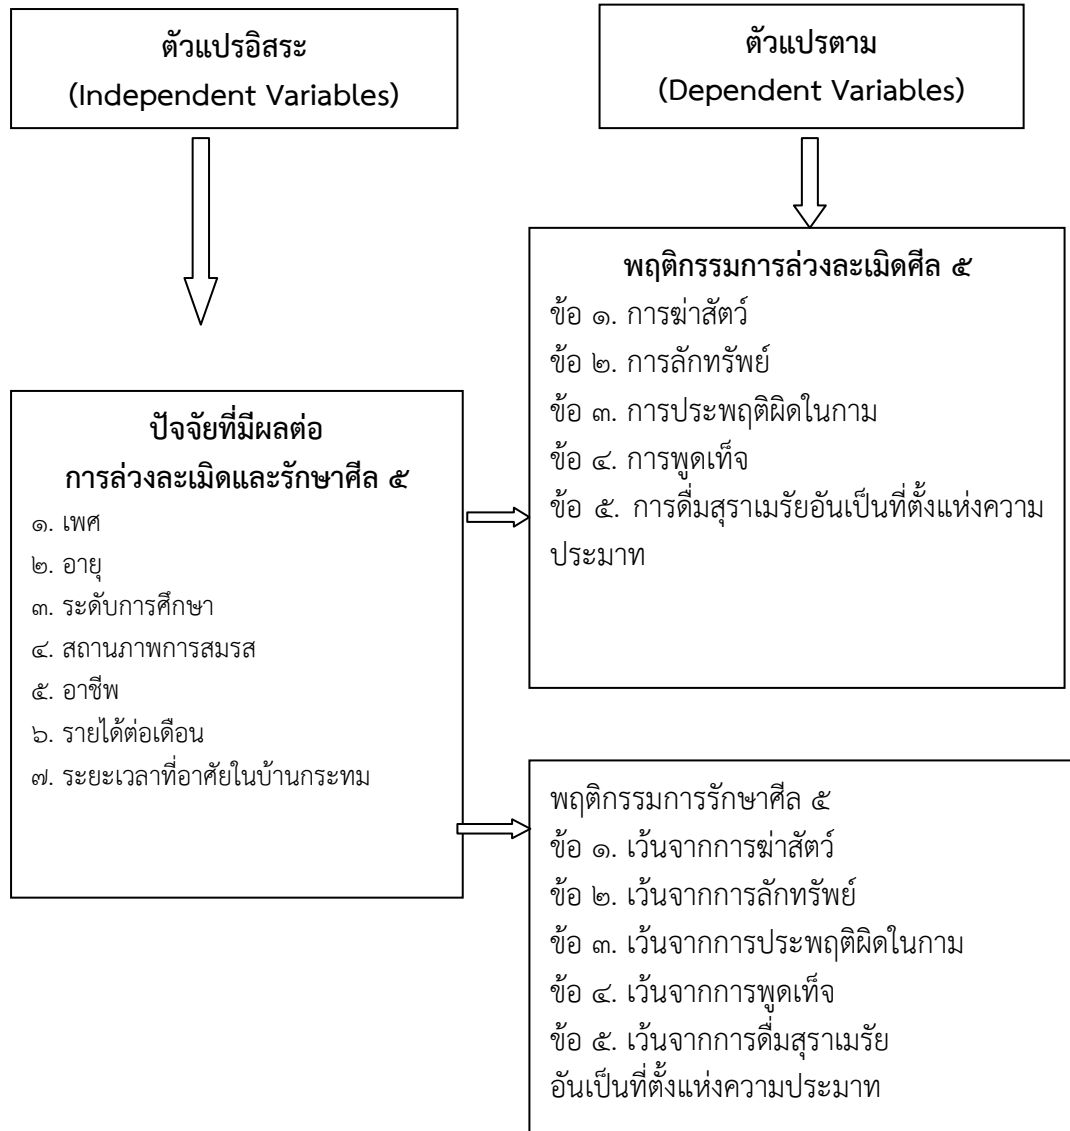 ตัวแปรอิสระ
(Independent Variables)
ตัวแปรตาม
(Dependent Variables)
ปัจจัยที่มีผลต่อ
การล่วงละเมิดและรักษาศีล ๕
๑. เพศ
๒. อายุ
๓. ระดับการศึกษา
๔. สถานภาพการสมรส
๕. อาชีพ
๖. รายได้ต่อเดือน
๗. ระยะเวลาที่อาศัยในบ้านกระทม
พฤติกรรมการล่วงละเมิดศีล ๕
ข้อ ๑. การฆ่าสัตว์
ข้อ ๒. การลักทรัพย์
ข้อ ๓. การประพฤติผิดในกาม
ข้อ ๔. การพูดเท็จ
ข้อ ๕. การดื่มสุราเมรัยอันเป็นที่ตั้งแห่งความ
ประมาท
พฤติกรรมการรักษาศีล ๕
ข้อ ๑. เว้นจากการฆ่าสัตว์
ข้อ ๒. เว้นจากการลักทรัพย์
ข้อ ๓. เว้นจากการประพฤติผิดในกาม
ข้อ ๔. เว้นจากการพูดเท็จ
ข้อ ๕. เว้นจากการดื่มสุราเมรัย
อันเป็นที่ตั้งแห่งความประมาท